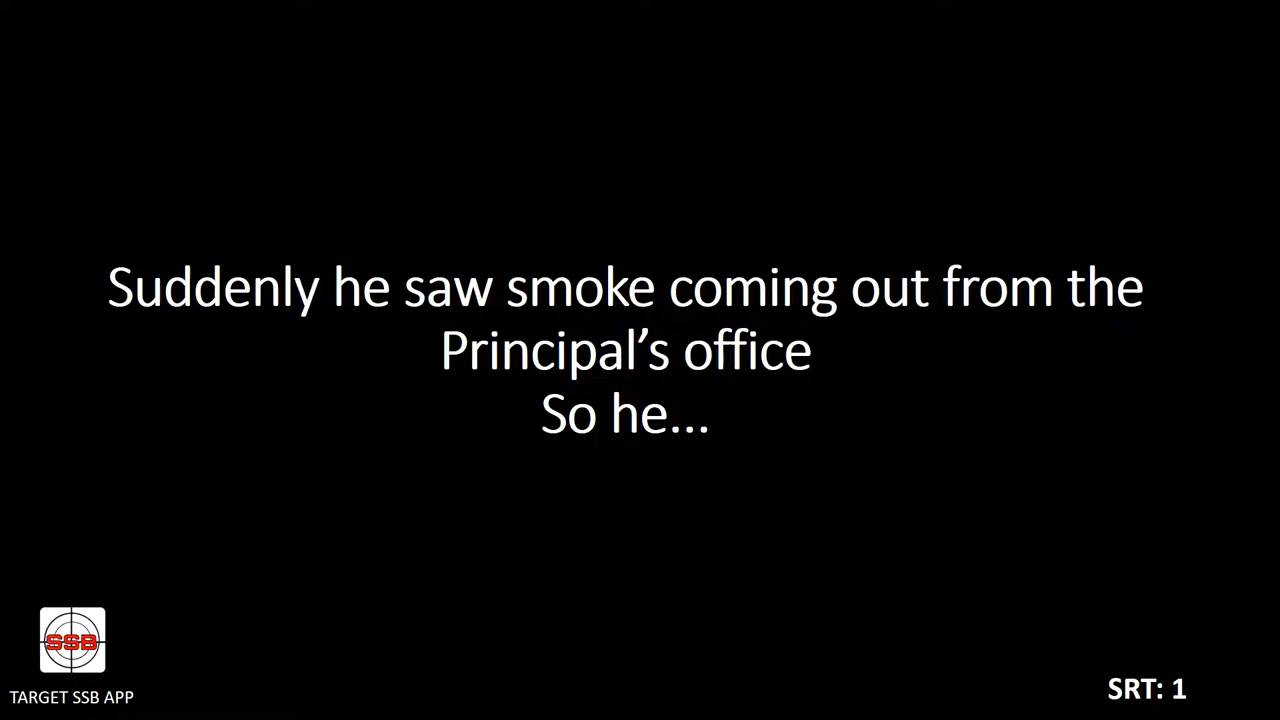 Suddenly he saw smoke coming out from the
Principal’s office
So he...
SSB
TARGET SSB APP
SRT: 1